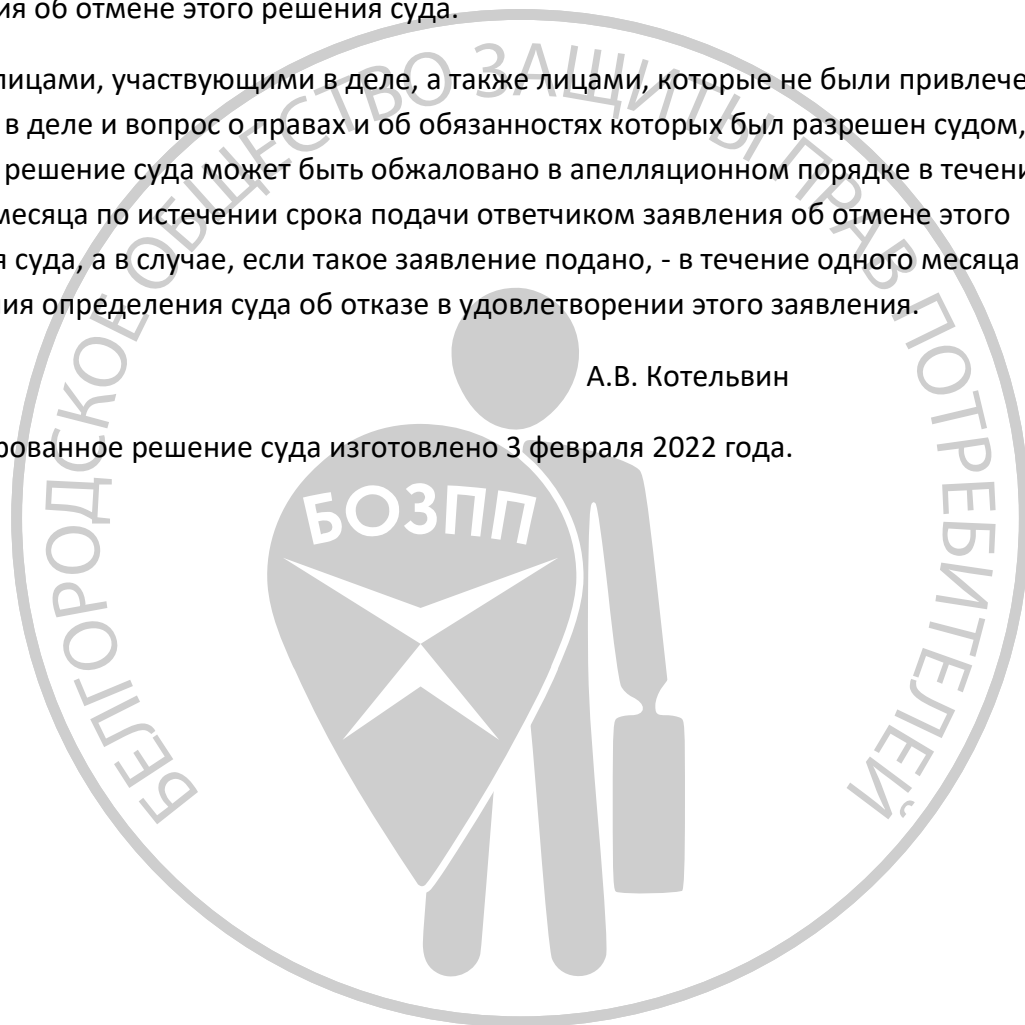 ия об отмене этого решения суда.
лицами, участвующими в деле, а также лицами, которые не были привлече
в деле и вопрос о правах и об обязанностях которых был разрешен судом,
решение суда может быть обжаловано в апелляционном порядке в течени
месяца по истечении срока подачи ответчиком заявления об отмене этого
я суда, а в случае, если такое заявление подано, - в течение одного месяца
ния определения суда об отказе в удовлетворении этого заявления.
А.В. Котельвин
рованное решение суда изготовлено 3 февраля 2022 года.
БЕЛГОРОДСКОЕ ОБЩЕСТВО ЗАЩИТЫ ПРАВ ПОТРЕБИТЕЛЕЙ
БОЗПП